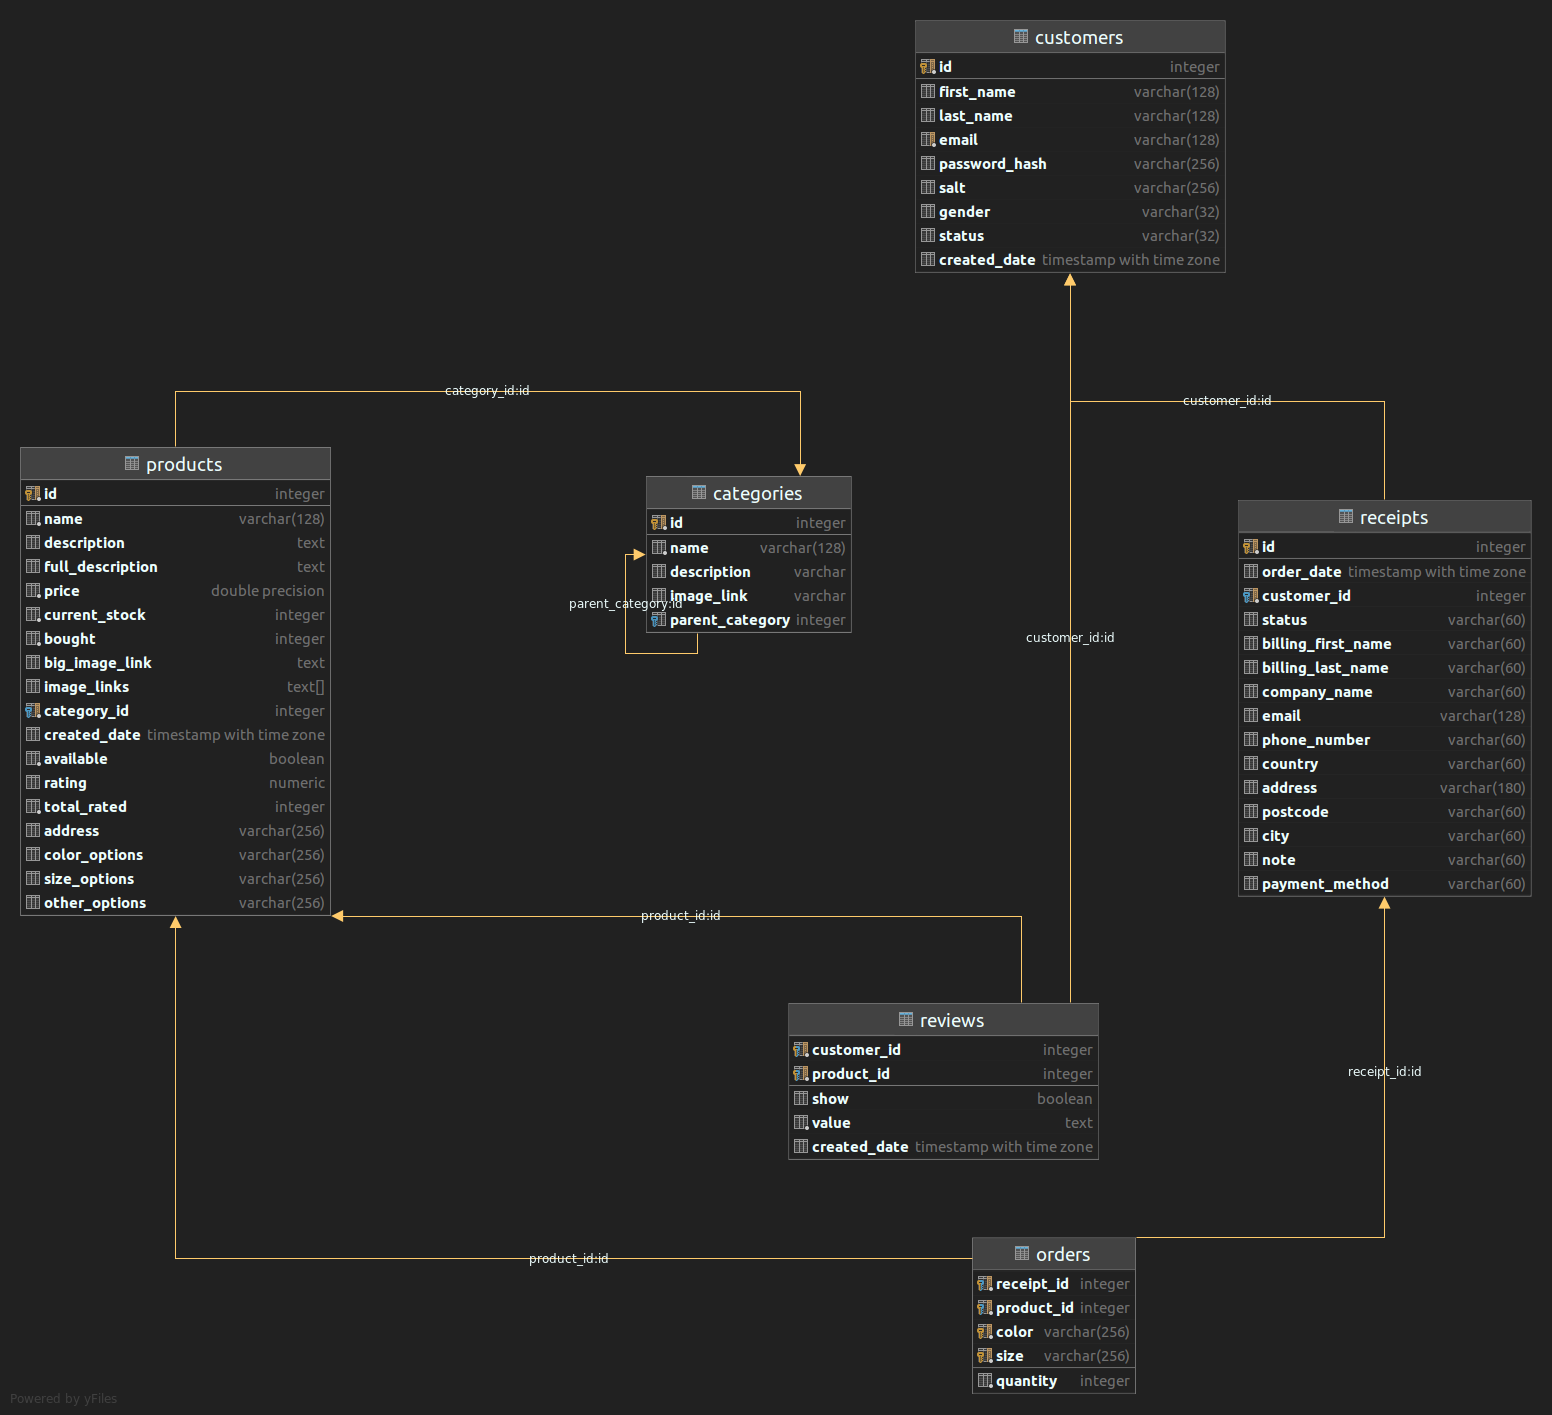 customers
id integer
first_name varchar(128)
last_name varchar(128)
email varchar(128)
password_hash varchar(256)
salt varchar(256)
gender varchar(32)
status varchar(32)
created_date timestamp with time zone
category_id:id
customer_id:id
products
id integer
name varchar(128)
description text
full_description text
price double precision
current_stock integer
bought integer
big_image_link text
image_links text[]
category_id integer
created_date timestamp with time zone
available boolean
rating numeric
total_rated integer
address varchar(256)
color_options varchar(256)
size_options varchar(256)
other_options varchar(256)
categories
id integer
name varchar(128)
description varchar
image_link varchar
parent_category integer
parent_category:id
customer_id:id
receipts
id integer
order_date timestamp with time zone
customer_id integer
status varchar(60)
billing_first_name varchar(60)
billing_last_name varchar(60)
company_name varchar(60)
email varchar(128)
phone_number varchar(60)
country varchar(60)
address varchar(180)
postcode varchar(60)
city varchar(60)
note varchar(60)
payment_method varchar(60)
product_id:id
reviews
customer_id integer
product_id integer
show boolean
value text
created_date timestamp with time zone
receipt_id:id
product_id:id
orders
receipt_id integer
product_id integer
color varchar(256)
size varchar(256)
quantity integer
Powered by yFiles